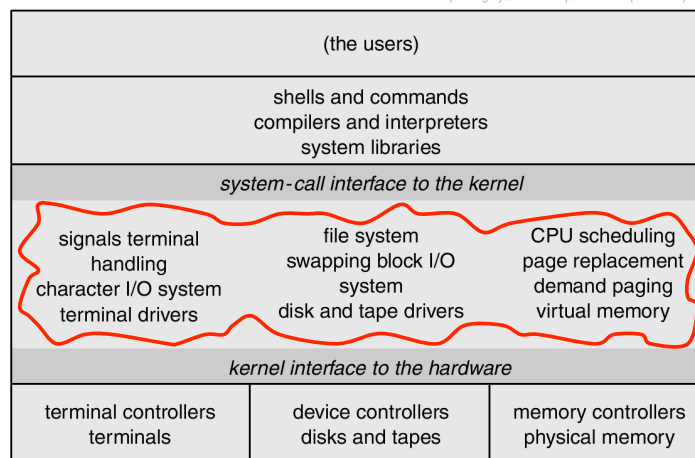 (the users)
shells and commands
compilers and interpreters
system libraries
system-call interface to the kernel
signals terminal
handling
character I/O system
terminal drivers
file system
swapping block I/O
system
disk and tape drivers
CPU scheduling
page replacement
demand paging
virtual memory
kernel interface to the hardware
terminal controllers
terminals
device controllers
disks and tapes
memory controllers
physical memory